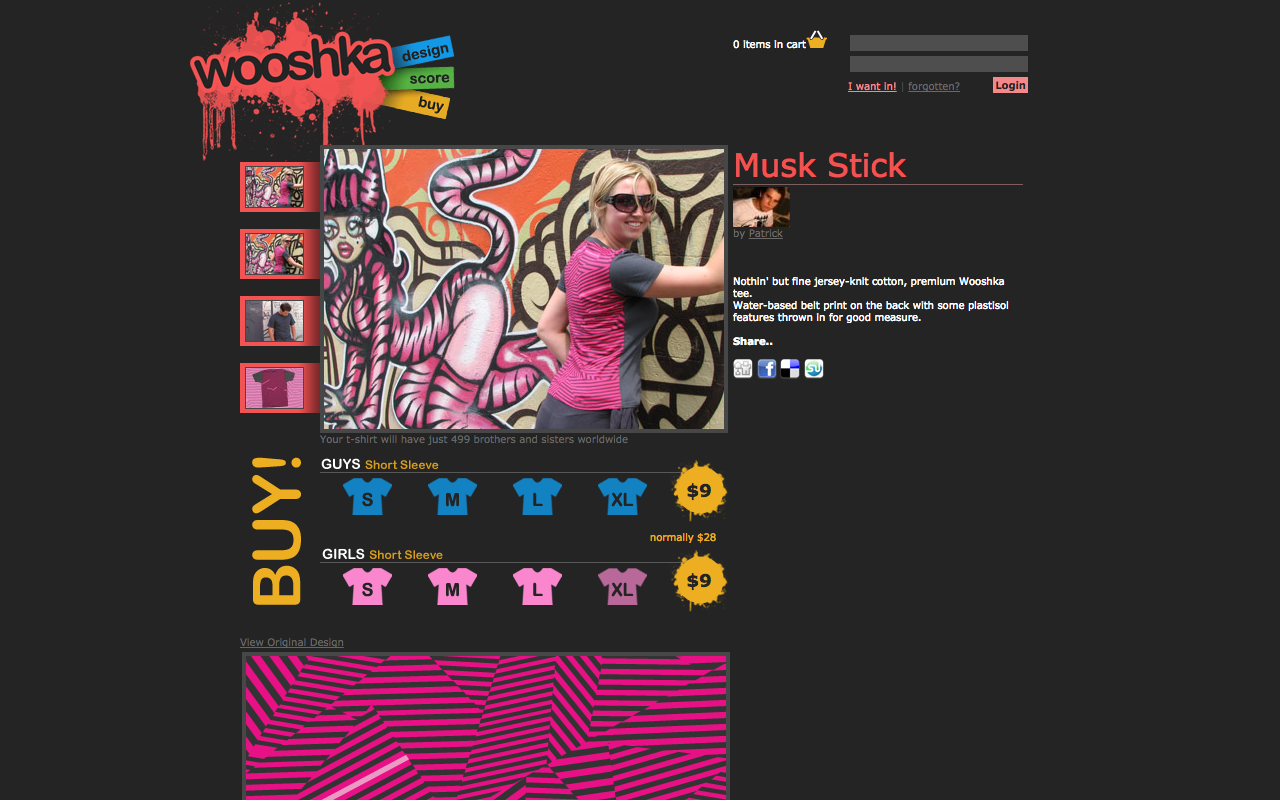 wooshka
design
score
buy
0 items in cart
I want in! | forgotten?
Login
Musk Stick
by Patrick
Nothin' but fine jersey-knit cotton, premium Wooshka
tee.
Water-based belt print on the back with some plastisol
features thrown in for good measure.
Share..
Your t-shirt will have just 499 brothers and sisters worldwide
BUY!
GUYS Short Sleeve
S M L XL $9
normally $28
GIRLS Short Sleeve
S M L XL $9
View Original Design